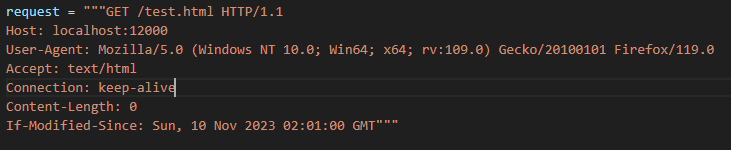 request = """GET /test.html HTTP/1.1
Host: localhost:12000
User-Agent: Mozilla/5.0 (Windows NT 10.0; Win64; x64; rv:109.0) Gecko/20100101 Firefox/119.0
Accept: text/html
Connection: keep-alive
Content-Length: 0
If-Modified-Since: Sun, 10 Nov 2023 02:01:00 GMT"""